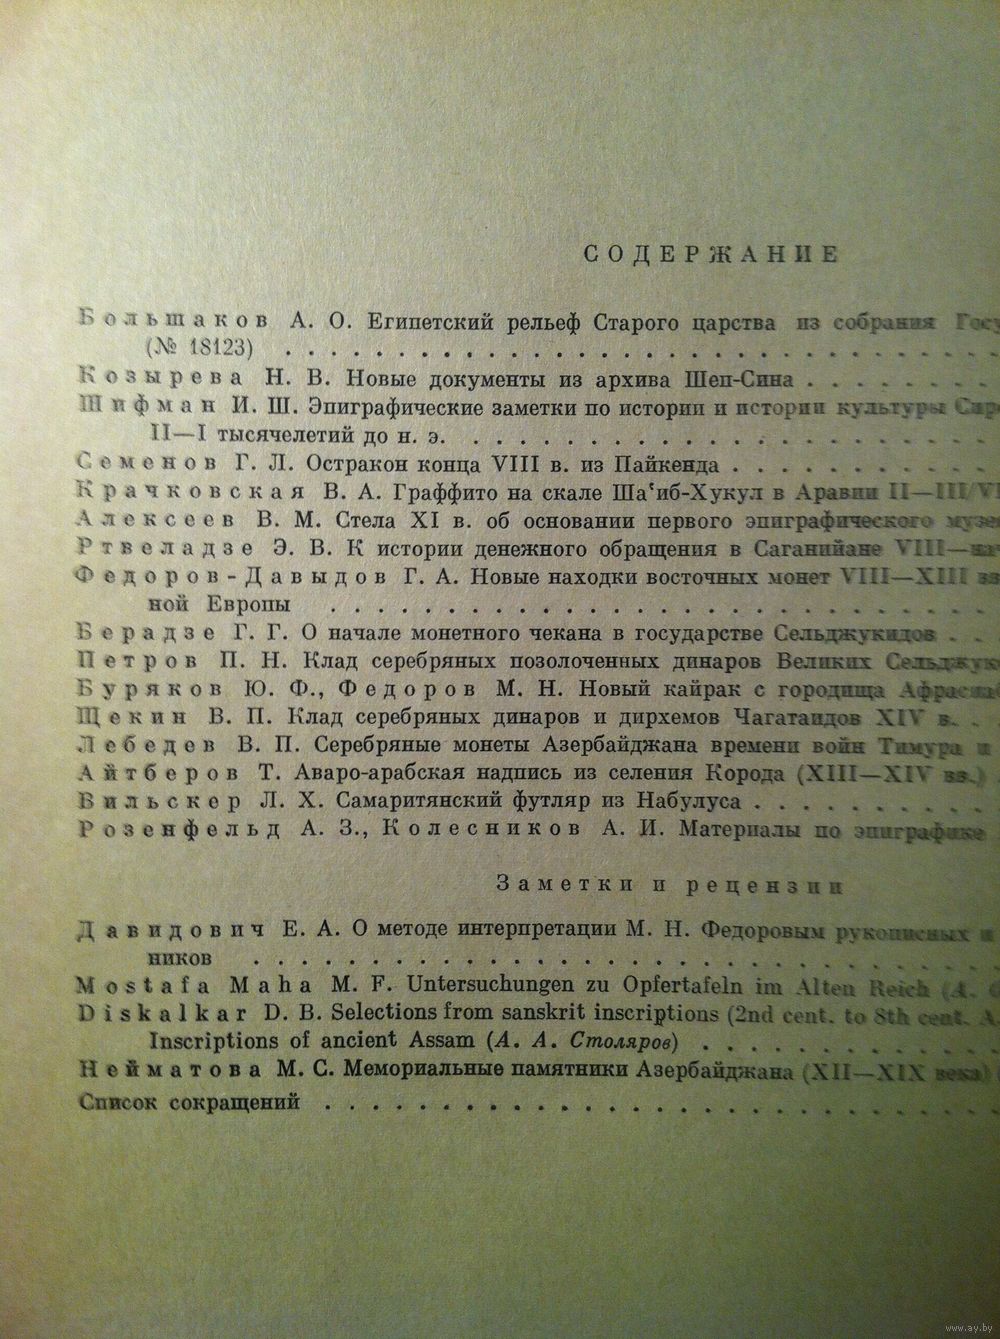 СОДЕРЖАНИЕ
Большаков А. О. Египетский рельеф Старого царства из собрания
(№ 18123) . . . . . . . . . . . . . . . . . . . . . . . . .
Козырева Н. В. Новые документы из архива Шеп-Сина . . . . . . . .
Шифман И. Ш. Эпиграфические заметки по истории и истории культуры
II—I тысячелетий до н. э. . . . . . . . . . . . . . . . . . .
Семенов Г. Л. Остракон конца VIII в. из Пайкенда . . . . . . . . . .
Крачковская В. А. Граффито на скале Ша‘иб-Хукул в Аравии II—III
Алексеев В. М. Стела XI в. об основании первого эпиграфического
Ртвеладзе Э. В. К истории денежного обращения в Саганийане VIII—
Федоров-Давыдов Г. А. Новые находки восточных монет VIII—XIII
ной Европы . . . . . . . . . . . . . . . . . . . . . . .
Берадзе Г. Г. О начале монетного чекана в государстве Сельджукидов . .
Петров П. Н. Клад серебряных позолоченных динаров Великих
Буряков Ю. Ф., Федоров М. Н. Новый кайрак с городища
Щекин В. П. Клад серебряных динаров и дирхемов Чагатаидов XIV в. .
Лебедев В. П. Серебряные монеты Азербайджана времени войн Тимура и
Айтберов Т. Аваро-арабская надпись из селения Корода (XIII—XIV вв.)
Вильскер Л. Х. Самаритянский футляр из Набулуса . . . . . . . . .
Розенфельд А. З., Колесников А. И. Материалы по эпиграфике
Заметки и рецензии
Давидович Е. А. О методе интерпретации М. Н. Федоровым рукописных
ников . . . . . . . . . . . . . . . . . . . . . . . . . .
Mostafa Maha M. F. Untersuchungen zu Opfertafeln im Alten Reich (А.
Diskalkar D. B. Selections from sanskrit inscriptions (2nd cent. to 8th cent.
Inscriptions of ancient Assam (А. А. Столяров) . . . . . . . . . . .
Нейматова М. С. Мемориальные памятники Азербайджана (XII—XIX века)
Список сокращений . . . . . . . . . . . . . . . . . . . . . .
www.ay.by